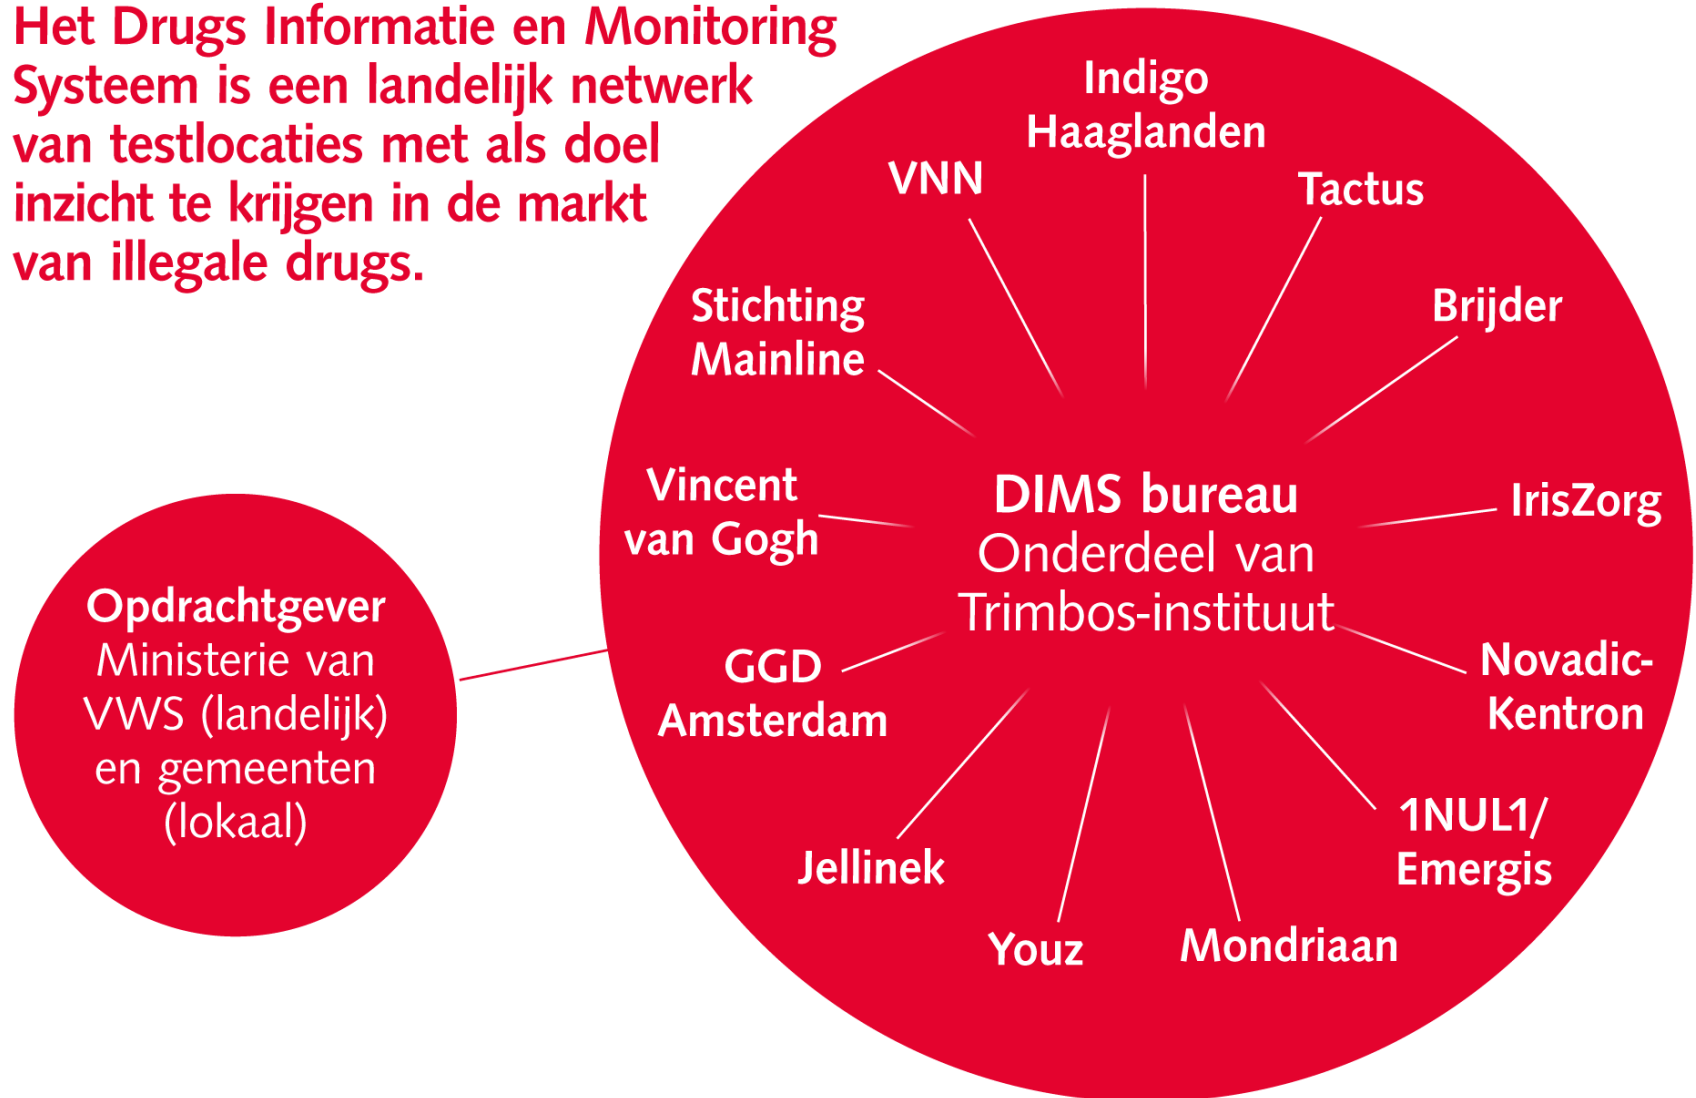 Het Drugs Informatie en Monitoring
Systeem is een landelijk netwerk
van testlocaties met als doel
inzicht te krijgen in de markt
van illegale drugs.
Indigo
Haaglanden
VNN
Tactus
Stichting
Mainline
Brijder
Vincent
van Gogh
DIMS bureau
Onderdeel van
Trimbos-instituut
IrisZorg
Opdrachtgever
Ministerie van
VWS (landelijk)
en gemeenten
(lokaal)
GGD
Amsterdam
Novadic-
Kentron
Jellinek
1NUL1/
Emergis
Youz
Mondriaan